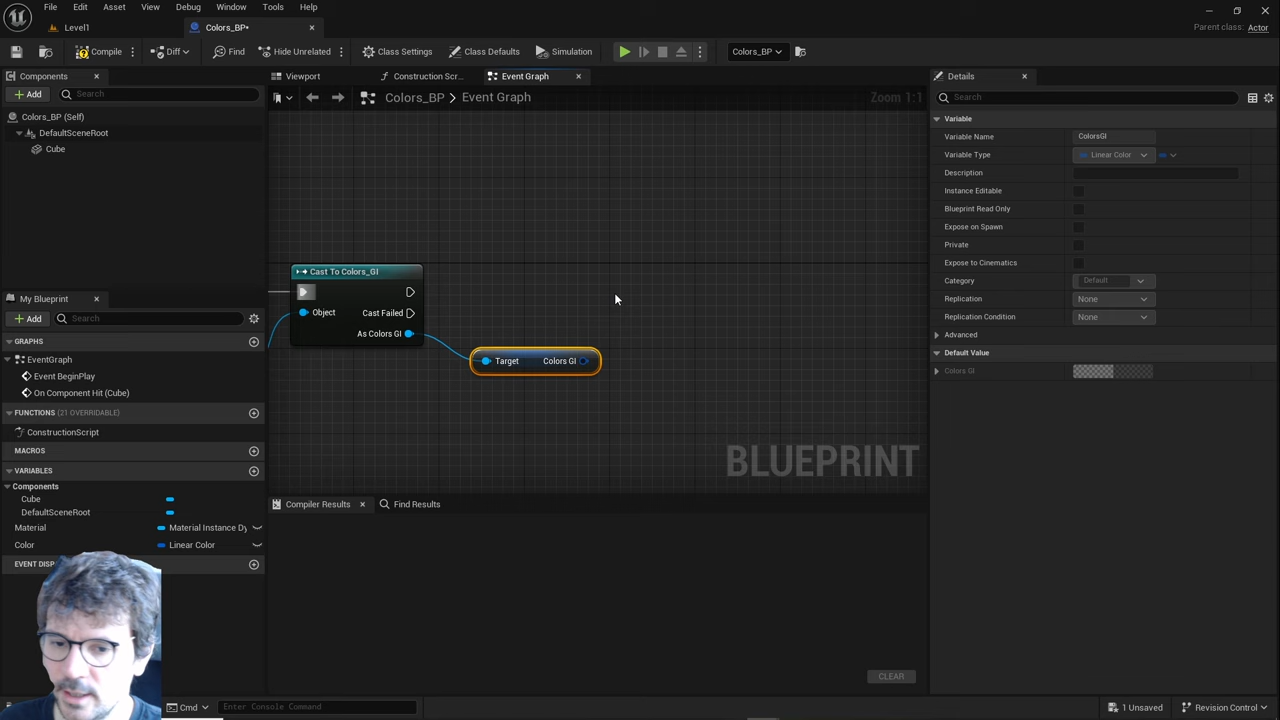 File Edit Asset View Debug Window Tools Help
Level1
Colors_BP•
Parent class: Actor
Compile Diff Find Hide Unrelated Class Settings Class Defaults Simulation Colors_BP
Components
Add Search
Colors_BP (Self)
DefaultSceneRoot
Cube
My Blueprint
Add Search
GRAPHS
EventGraph
Event BeginPlay
On Component Hit (Cube)
FUNCTIONS (21 OVERRIDABLE)
ConstructionScript
MACROS
VARIABLES
Components
Cube
DefaultSceneRoot
Material Material Instance Dy
Color Linear Color
EVENT DISP
Viewport Construction Scr... Event Graph
Colors_BP > Event Graph
Zoom 1:1
Cast To Colors_GI
Object Cast Failed
As Colors GI
Target Colors GI
BLUEPRINT
Compiler Results Find Results
CLEAR
Details
Search
Variable
Variable Name ColorsGI
Variable Type Linear Color
Description
Instance Editable
Blueprint Read Only
Expose on Spawn
Private
Expose to Cinematics
Category Default
Replication None
Replication Condition None
Advanced
Default Value
Colors GI
Cmd Enter Console Command
1 Unsaved Revision Control